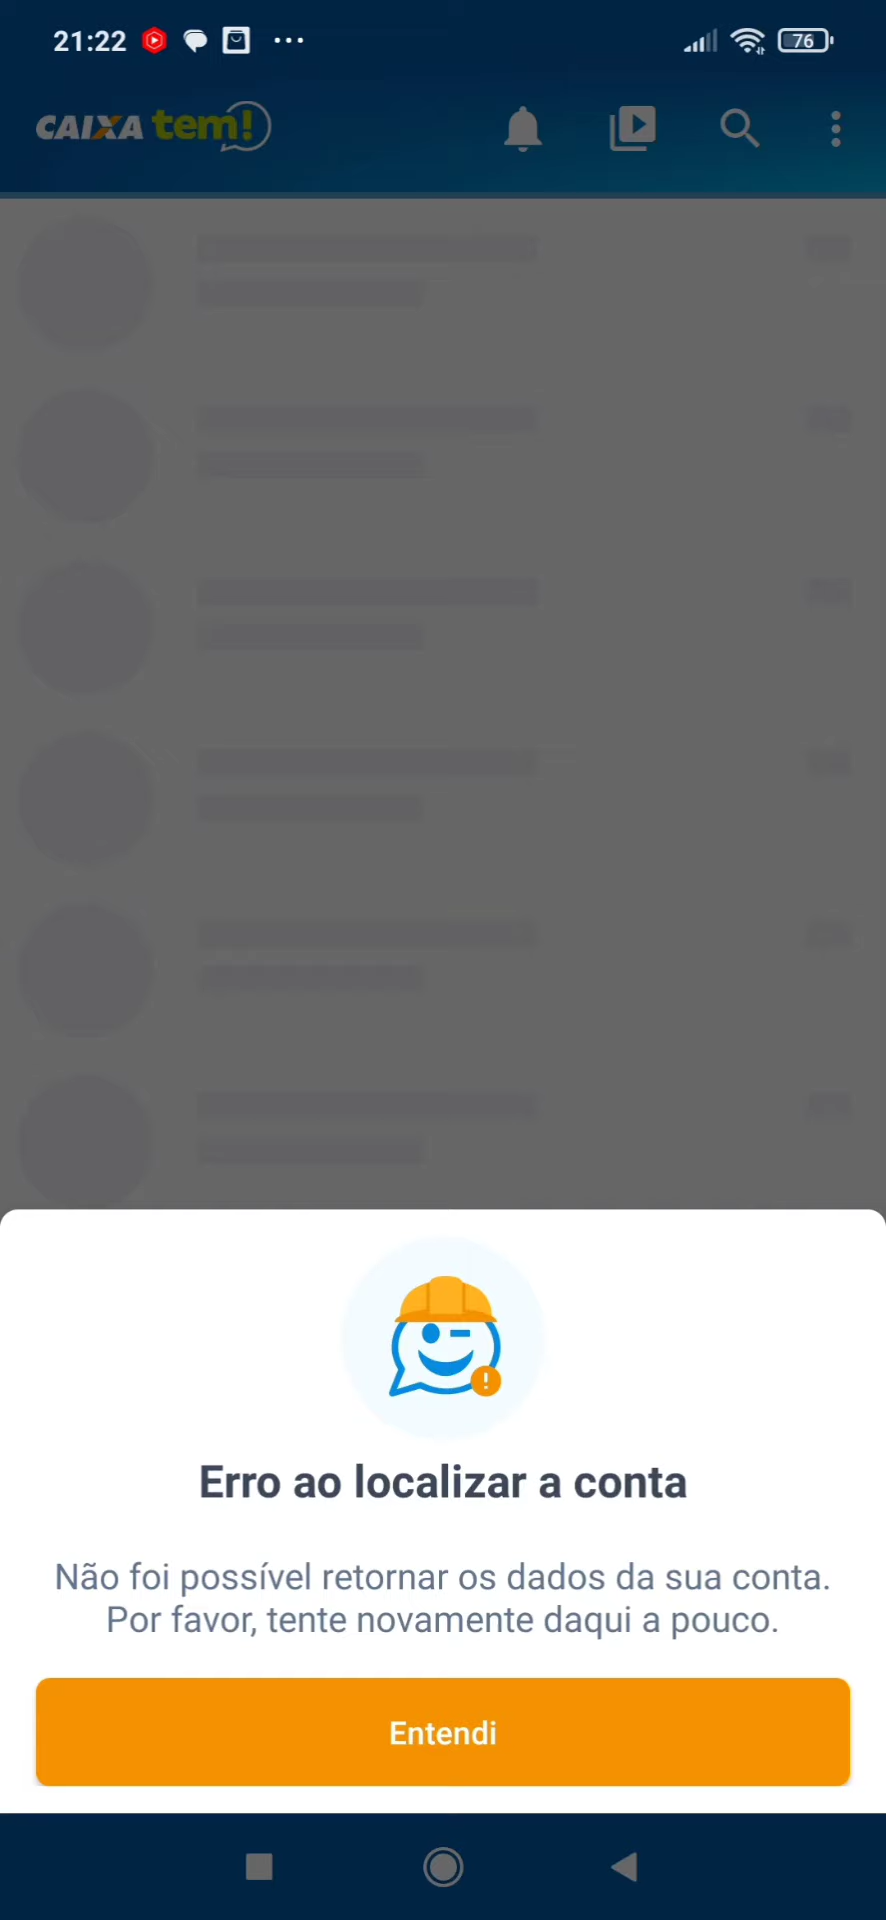 21:22
76
CAIXA tem!
Erro ao localizar a conta
Não foi possível retornar os dados da sua conta.
Por favor, tente novamente daqui a pouco.
Entendi